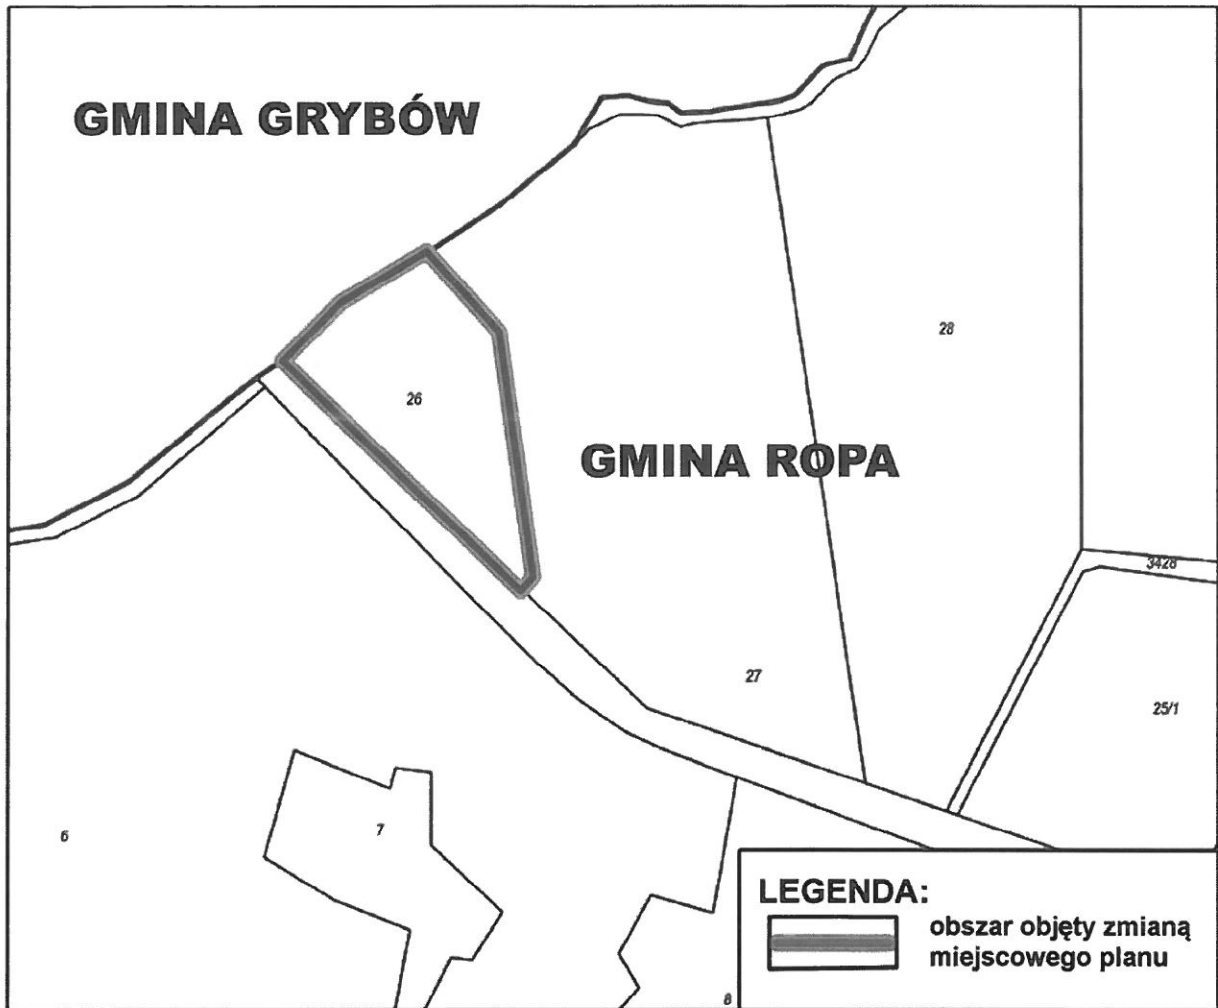 GMINA GRYBÓW
28
26
GMINA ROPA
3428
27
25/1
6
7
8
LEGENDA:
obszar objęty zmianą
miejscowego planu